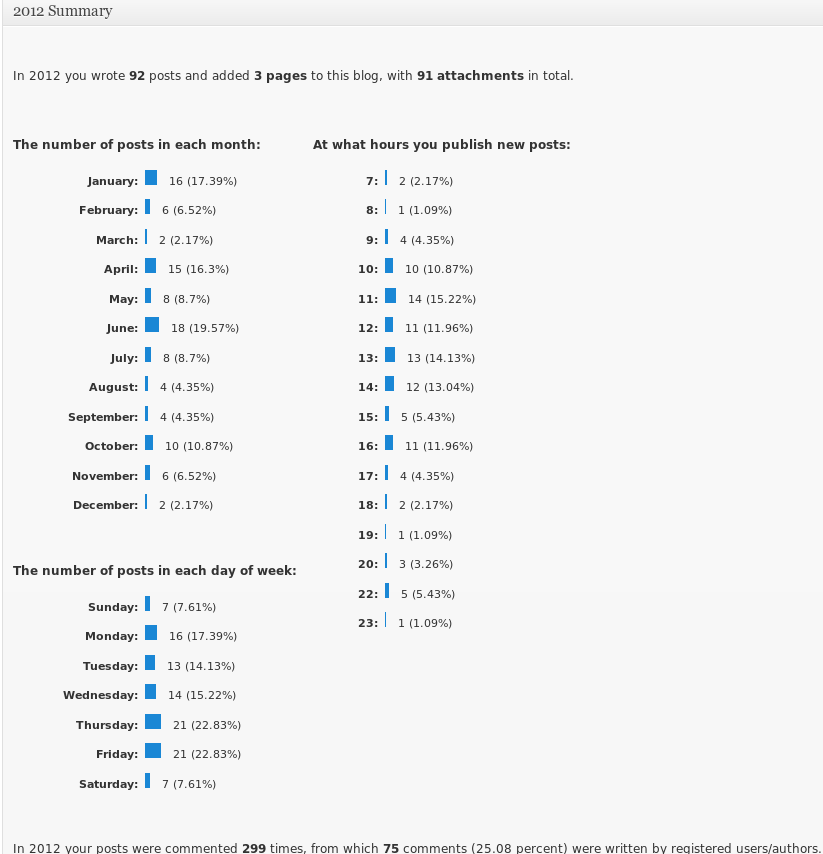 2012 Summary
In 2012 you wrote 92 posts and added 3 pages to this blog, with 91 attachments in total.
The number of posts in each month:
January: 16 (17.39%)
February: 6 (6.52%)
March: 2 (2.17%)
April: 15 (16.3%)
May: 8 (8.7%)
June: 18 (19.57%)
July: 8 (8.7%)
August: 4 (4.35%)
September: 4 (4.35%)
October: 10 (10.87%)
November: 6 (6.52%)
December: 2 (2.17%)
The number of posts in each day of week:
Sunday: 7 (7.61%)
Monday: 16 (17.39%)
Tuesday: 13 (14.13%)
Wednesday: 14 (15.22%)
Thursday: 21 (22.83%)
Friday: 21 (22.83%)
Saturday: 7 (7.61%)
At what hours you publish new posts:
7: 2 (2.17%)
8: 1 (1.09%)
9: 4 (4.35%)
10: 10 (10.87%)
11: 14 (15.22%)
12: 11 (11.96%)
13: 13 (14.13%)
14: 12 (13.04%)
15: 5 (5.43%)
16: 11 (11.96%)
17: 4 (4.35%)
18: 2 (2.17%)
19: 1 (1.09%)
20: 3 (3.26%)
22: 5 (5.43%)
23: 1 (1.09%)
In 2012 your posts were commented 299 times, from which 75 comments (25.08 percent) were written by registered users/authors.